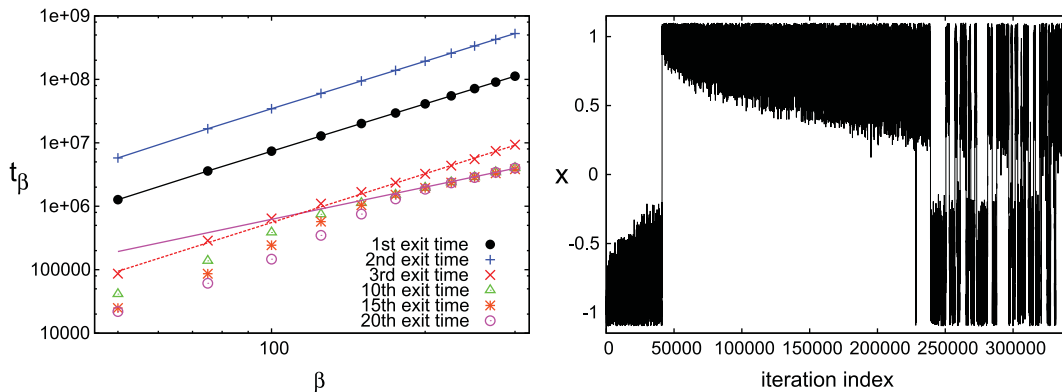 1e+09
1e+08
1e+07
1e+06
100000
10000
tβ
100
β
1st exit time
2nd exit time
3rd exit time
10th exit time
15th exit time
20th exit time
1
0.5
0
-0.5
-1
x
0 50000 100000 150000 200000 250000 300000
iteration index